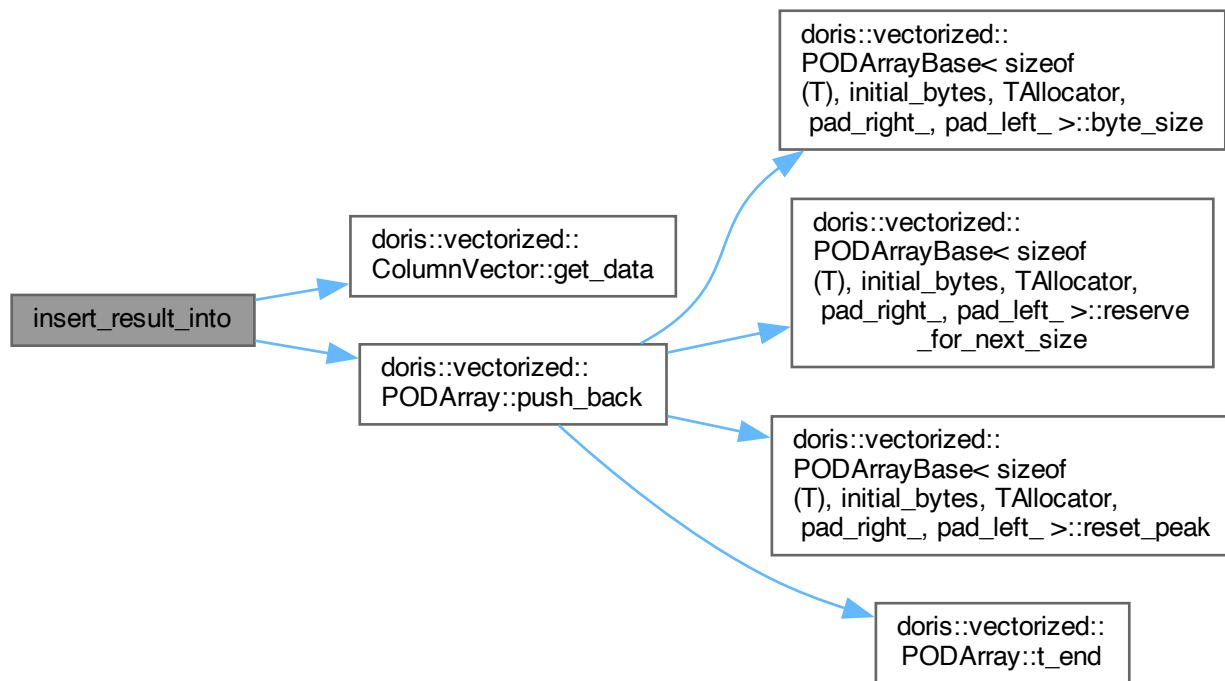 insert_result_into
doris::vectorized::
ColumnVector::get_data
doris::vectorized::
PODArray::push_back
doris::vectorized::
PODArrayBase< sizeof
(T), initial_bytes, TAllocator,
pad_right_, pad_left_ >::byte_size
doris::vectorized::
PODArrayBase< sizeof
(T), initial_bytes, TAllocator,
pad_right_, pad_left_ >::reserve
_for_next_size
doris::vectorized::
PODArrayBase< sizeof
(T), initial_bytes, TAllocator,
pad_right_, pad_left_ >::reset_peak
doris::vectorized::
PODArray::t_end